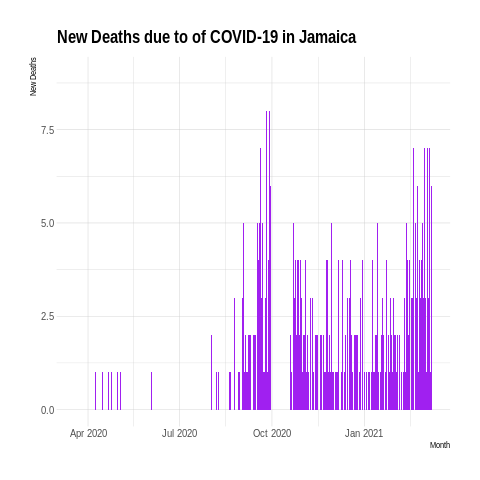 New Deaths due to of COVID-19 in Jamaica
New Deaths
7.5
5.0
2.5
0.0
Apr 2020 Jul 2020 Oct 2020 Jan 2021
Month